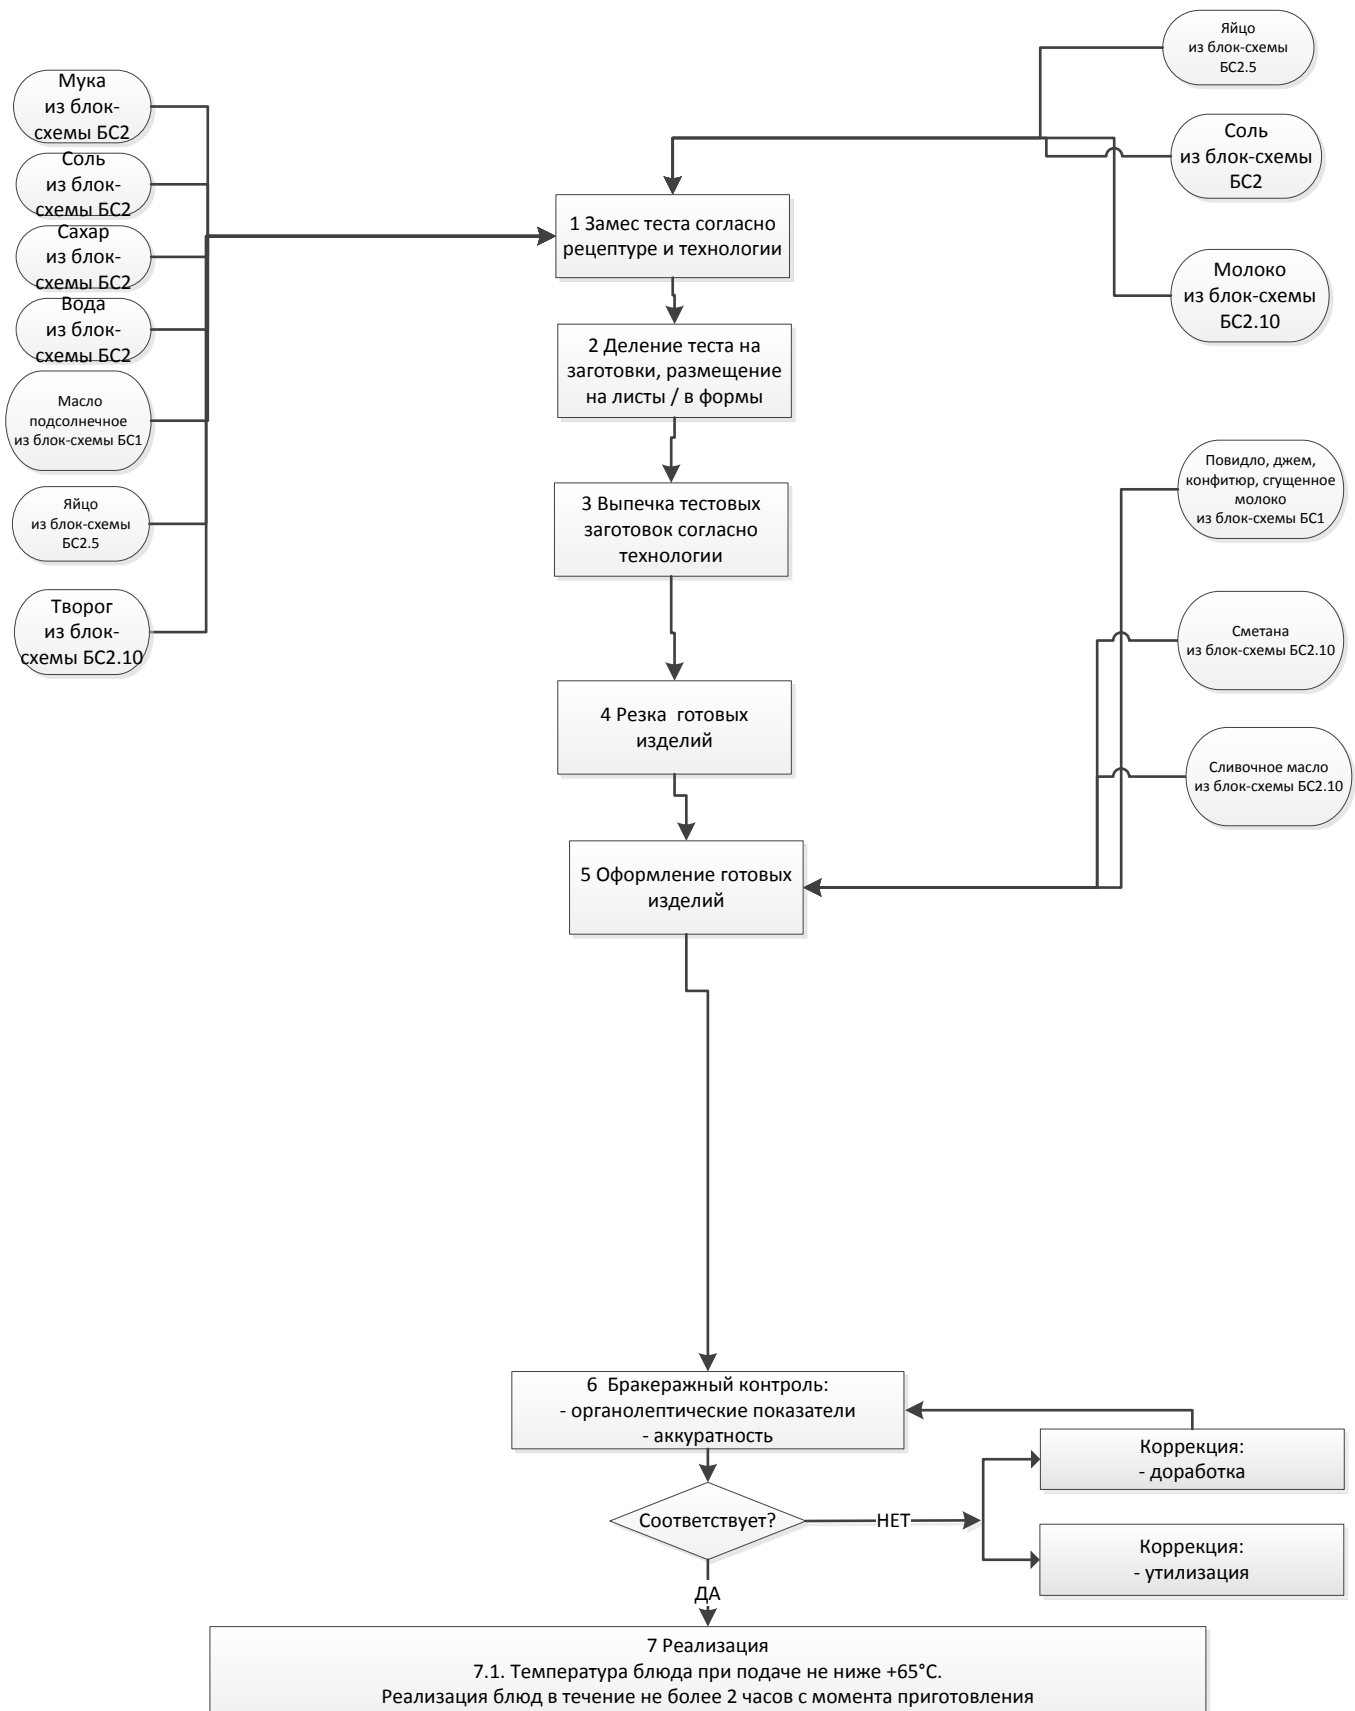 Яйцо
из блок-схемы
БС2.5
Мука
из блок-
схемы БС2
Соль
из блок-схемы
БС2
Соль
из блок-
схемы БС2
Сахар
из блок-
схемы БС2
1 Замес теста согласно
рецептуре и технологии
Молоко
из блок-схемы
БС2.10
Вода
из блок-
схемы БС2
2 Деление теста на
заготовки, размещение
на листы / в формы
Масло
подсолнечное
из блок-схемы БС1
Повидло, джем,
конфитюр, сгущенное
молоко
из блок-схемы БС1
Яйцо
из блок-схемы
БС2.5
3 Выпечка тестовых
заготовок согласно
технологии
Творог
из блок-
схемы БС2.10
Сметана
из блок-схемы БС2.10
4 Резка готовых
изделий
Сливочное масло
из блок-схемы БС2.10
5 Оформление готовых
изделий
6 Бракеражный контроль:
- органолептические показатели
- аккуратность
Коррекция:
- доработка
Соответствует?
НЕТ
Коррекция:
- утилизация
ДА
7 Реализация
7.1. Температура блюда при подаче не ниже +65°С.
Реализация блюд в течение не более 2 часов с момента приготовления